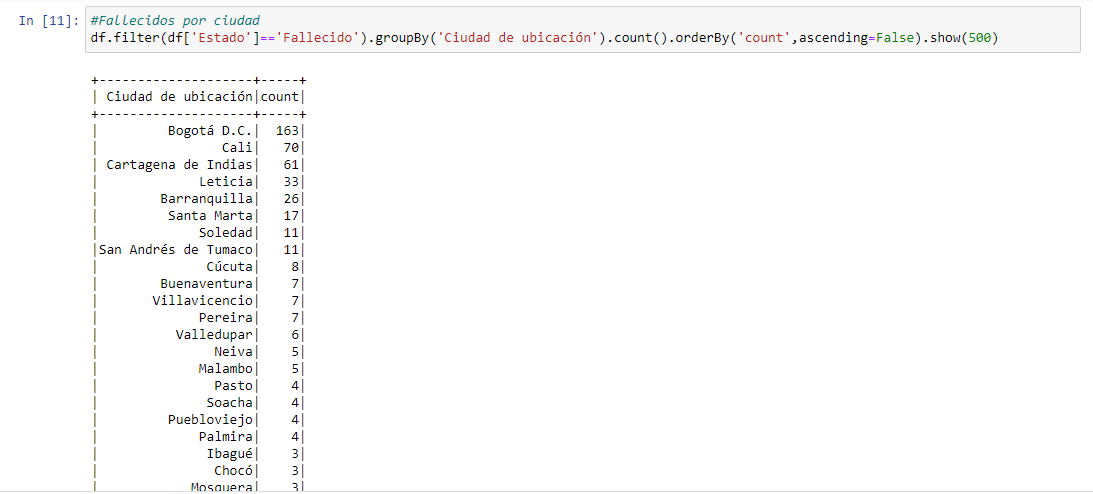 In [11]: #Fallecidos por ciudad
df.filter(df['Estado']=='Fallecido').groupBy('Ciudad de ubicación').count().orderBy('count',ascending=False).show(500)
+--------------------+-----+
| Ciudad de ubicación|count|
+--------------------+-----+
|         Bogotá D.C.|  163|
|                Cali|   70|
| Cartagena de Indias|   61|
|             Leticia|   33|
|        Barranquilla|   26|
|         Santa Marta|   17|
|             Soledad|   11|
|San Andrés de Tumaco|   11|
|              Cúcuta|    8|
|        Buenaventura|    7|
|       Villavicencio|    7|
|             Pereira|    7|
|          Valledupar|    6|
|               Neiva|    5|
|             Malambo|    5|
|               Pasto|    4|
|              Soacha|    4|
|         Puebloviejo|    4|
|             Palmira|    4|
|              Ibagué|    3|
|               Chocó|    3|
|            Mosquera|    3|